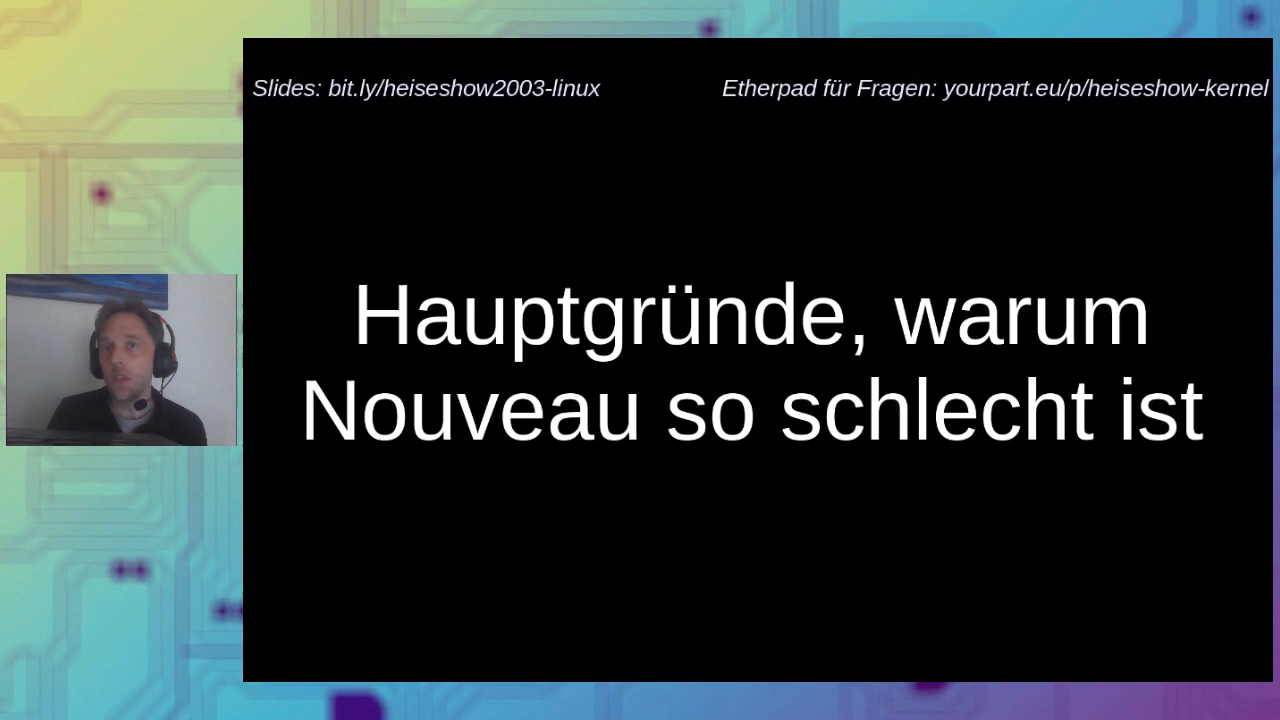 Slides: bit.ly/heiseshow2003-linux
Etherpad für Fragen: yourpart.eu/p/heiseshow-kernel
Hauptgründe, warum
Nouveau so schlecht ist